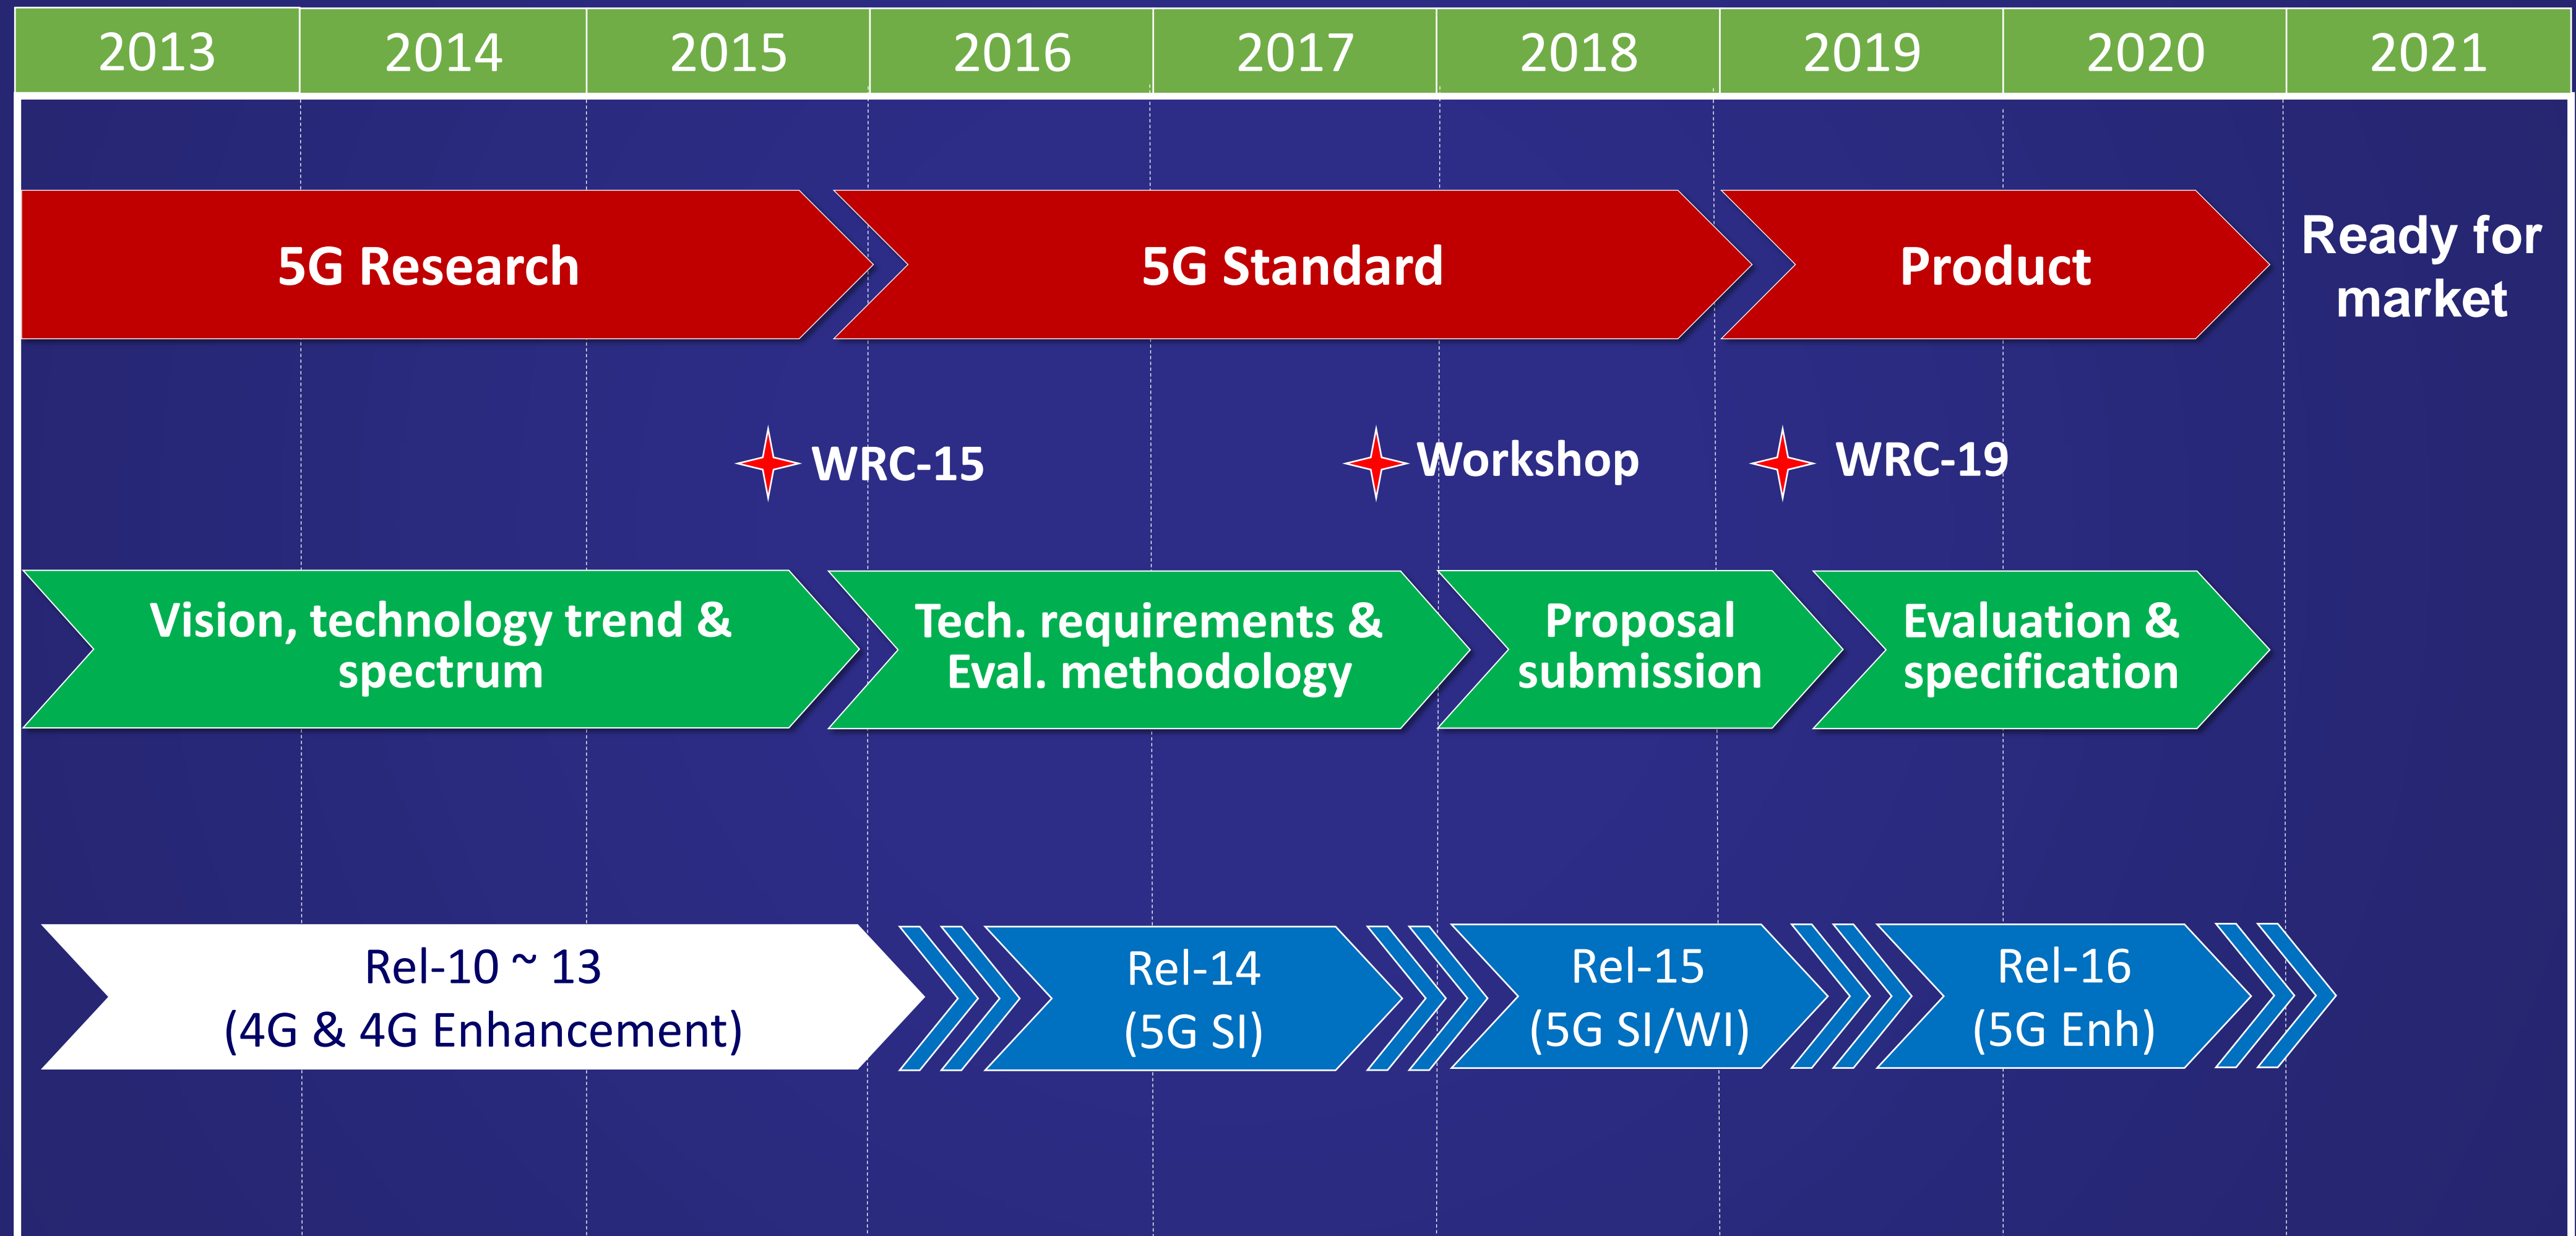 2013 2014 2015 2016 2017 2018 2019 2020 2021
5G Research
5G Standard
Product
Ready for
market
WRC-15
Workshop
WRC-19
Vision, technology trend &
spectrum
Tech. requirements &
Eval. methodology
Proposal
submission
Evaluation &
specification
Rel-10 ~ 13
(4G & 4G Enhancement)
Rel-14
(5G SI)
Rel-15
(5G SI/WI)
Rel-16
(5G Enh)